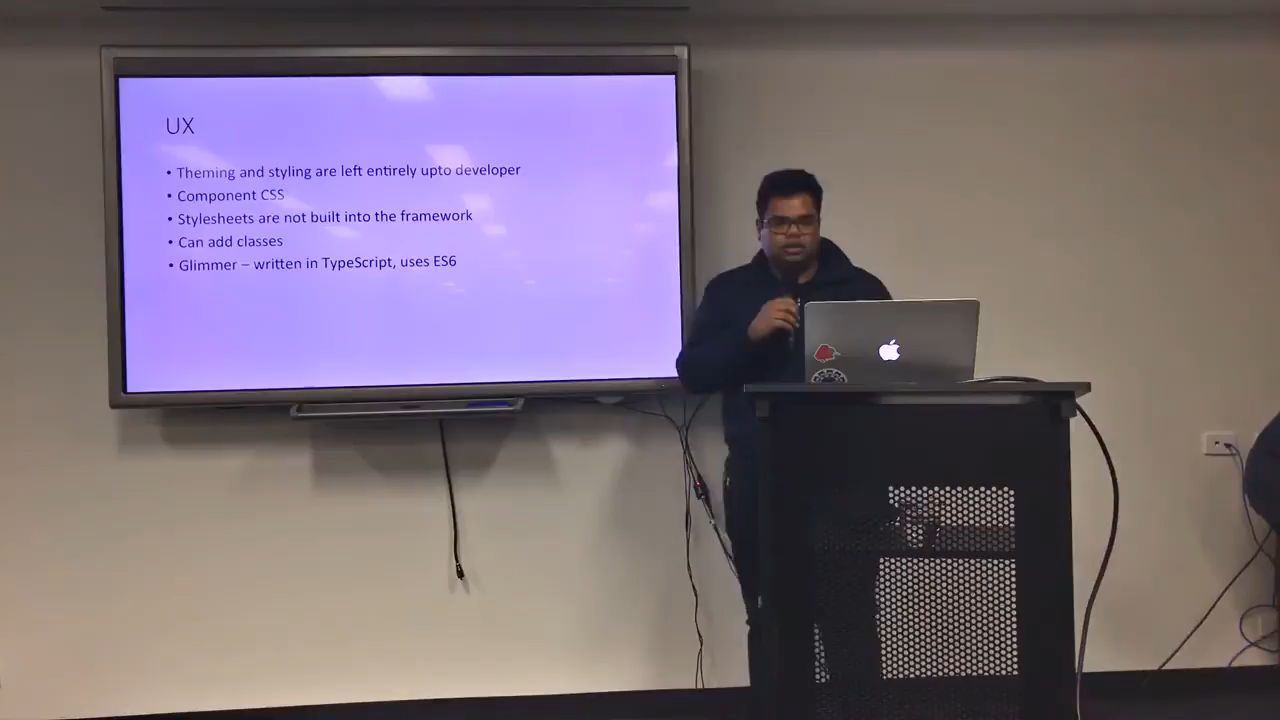 UX
• Theming and styling are left entirely upto developer
• Component CSS
• Stylesheets are not built into the framework
• Can add classes
• Glimmer – written in TypeScript, uses ES6